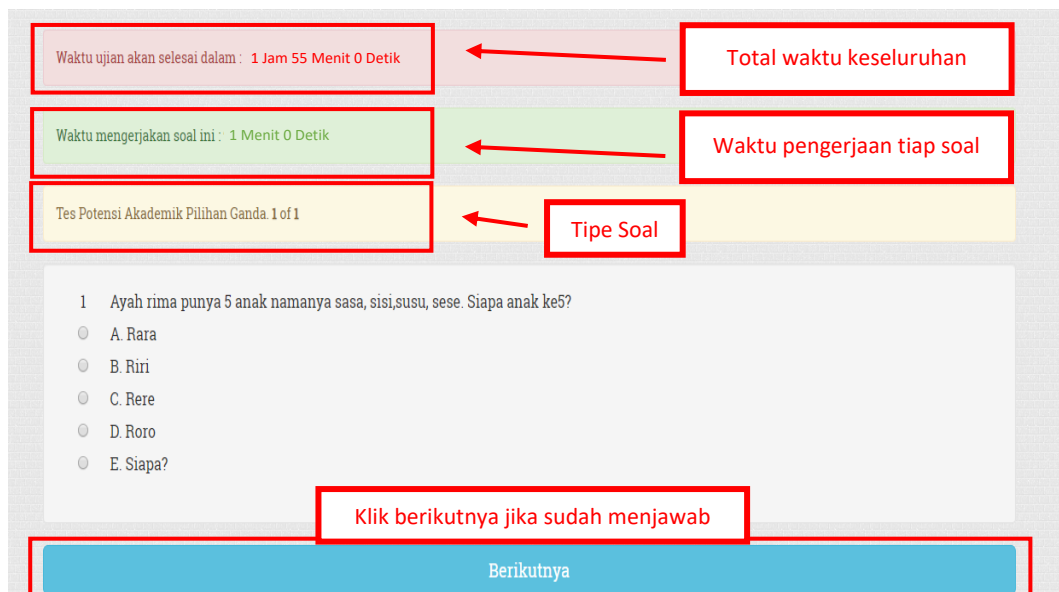 Waktu ujian akan selesai dalam : 1 Jam 55 Menit 0 Detik
Total waktu keseluruhan
Waktu mengerjakan soal ini : 1 Menit 0 Detik
Waktu pengerjaan tiap soal
Tes Potensi Akademik Pilihan Ganda. 1 of 1
Tipe Soal
1 Ayah rima punya 5 anak namanya sasa, sisi,susu, sese. Siapa anak ke5?
A. Rara
B. Riri
C. Rere
D. Roro
E. Siapa?
Klik berikutnya jika sudah menjawab
Berikutnya